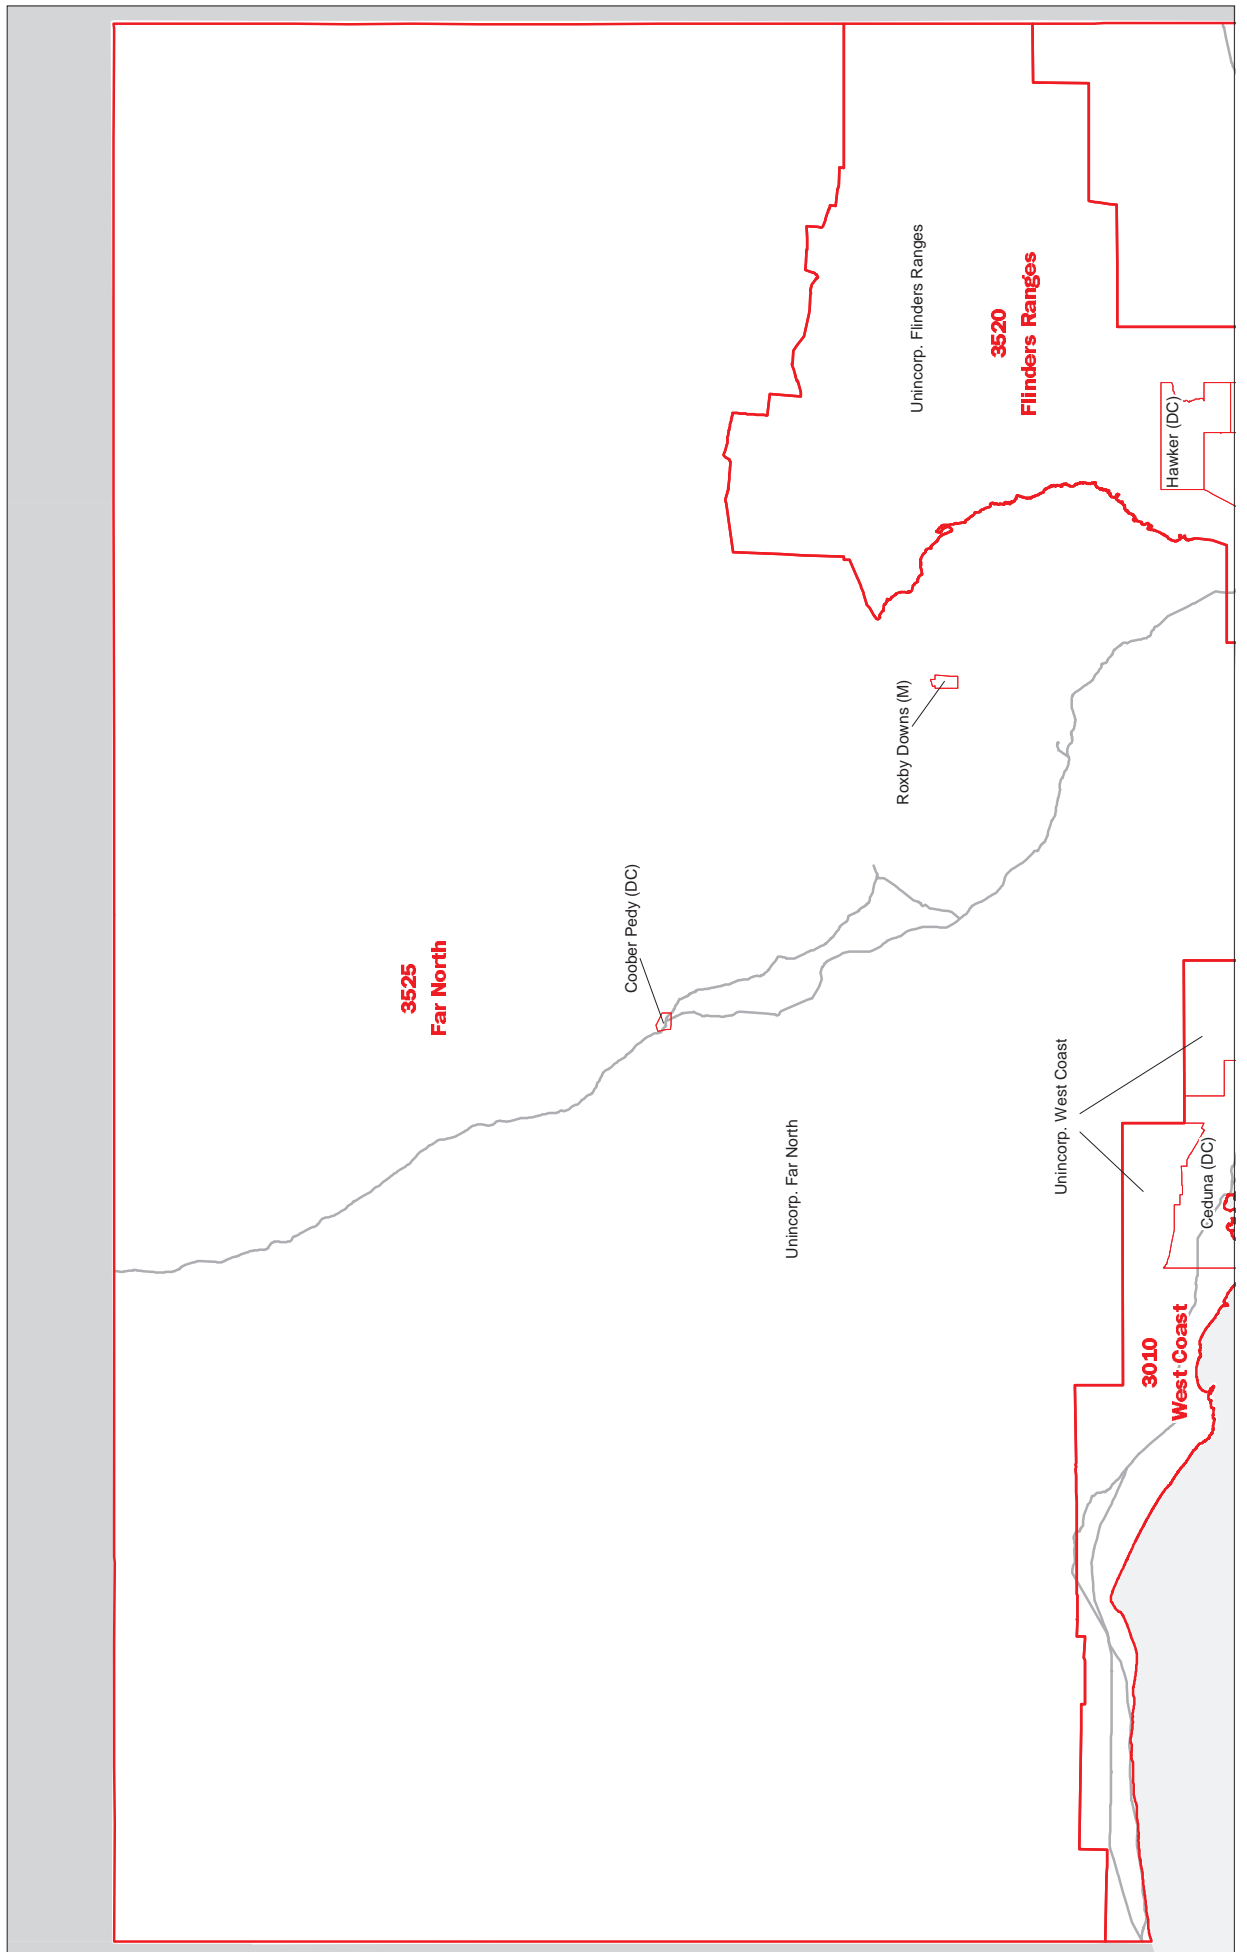 3525
Far North
Coober Pedy (DC)
Unincorp. Far North
Roxby Downs (M)
Unincorp. Flinders Ranges
3520
Flinders Ranges
Hawker (DC)
Unincorp. West Coast
Ceduna (DC)
3010
West Coast